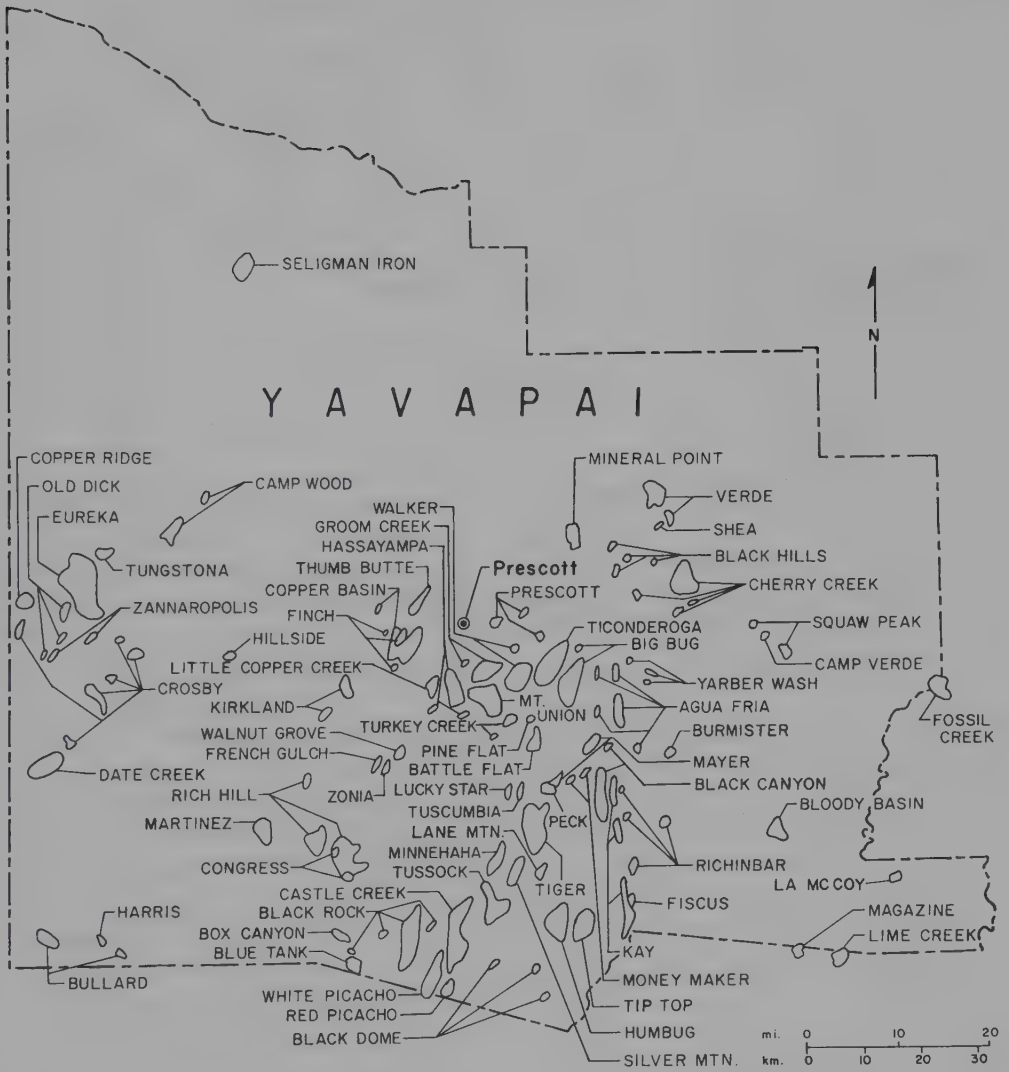 SELIGMAN IRON
N
YAVAPAI
COPPER RIDGE
OLD DICK
EUREKA
CAMP WOOD
TUNGSTONA
ZANNAROPOLIS
WALKER
GROOM CREEK
HASSAYAMPA
THUMB BUTTE
COPPER BASIN
FINCH
HILLSIDE
LITTLE COPPER CREEK
CROSBY
KIRKLAND
WALNUT GROVE
FRENCH GULCH
DATE CREEK
RICH HILL
ZONIA
MARTINEZ
CONGRESS
MINERAL POINT
VERDE
SHEA
BLACK HILLS
Prescott
PRESCOTT
CHERRY CREEK
TICONDEROGA
BIG BUG
SQUAW PEAK
CAMP VERDE
YARBER WASH
MT.
UNION
AGUA FRIA
TURKEY CREEK
BURMISTER
FOSSIL
CREEK
PINE FLAT
BATTLE FLAT
MAYER
BLACK CANYON
LUCKY STAR
TUSCUMBIA
PECK
BLOODY BASIN
LANE MTN.
MINNEHAHA
TUSSOCK
TIGER
RICHINBAR
LA MCCOY
CASTLE CREEK
BLACK ROCK
HARRIS
BOX CANYON
BLUE TANK
BULLARD
FISCUS
MAGAZINE
LIME CREEK
KAY
WHITE PICACHO
RED PICACHO
BLACK DOME
MONEY MAKER
TIP TOP
HUMBUG
SILVER MTN.
mi. 0 10 20
km. 0 10 20 30